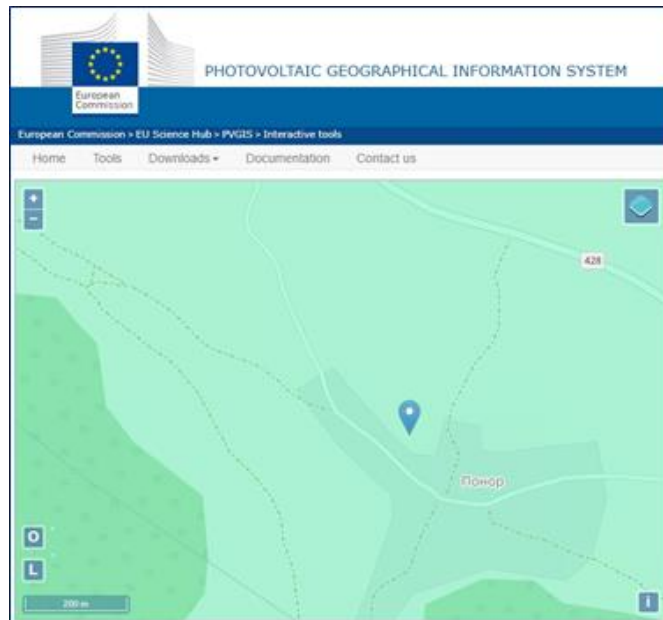 European
Commission
PHOTOVOLTAIC GEOGRAPHICAL INFORMATION SYSTEM
European Commission > EU Science Hub > PVGIS > Interactive tools
Home Tools Downloads Documentation Contact us
+
−
428
Понор
O
L
200 m
i